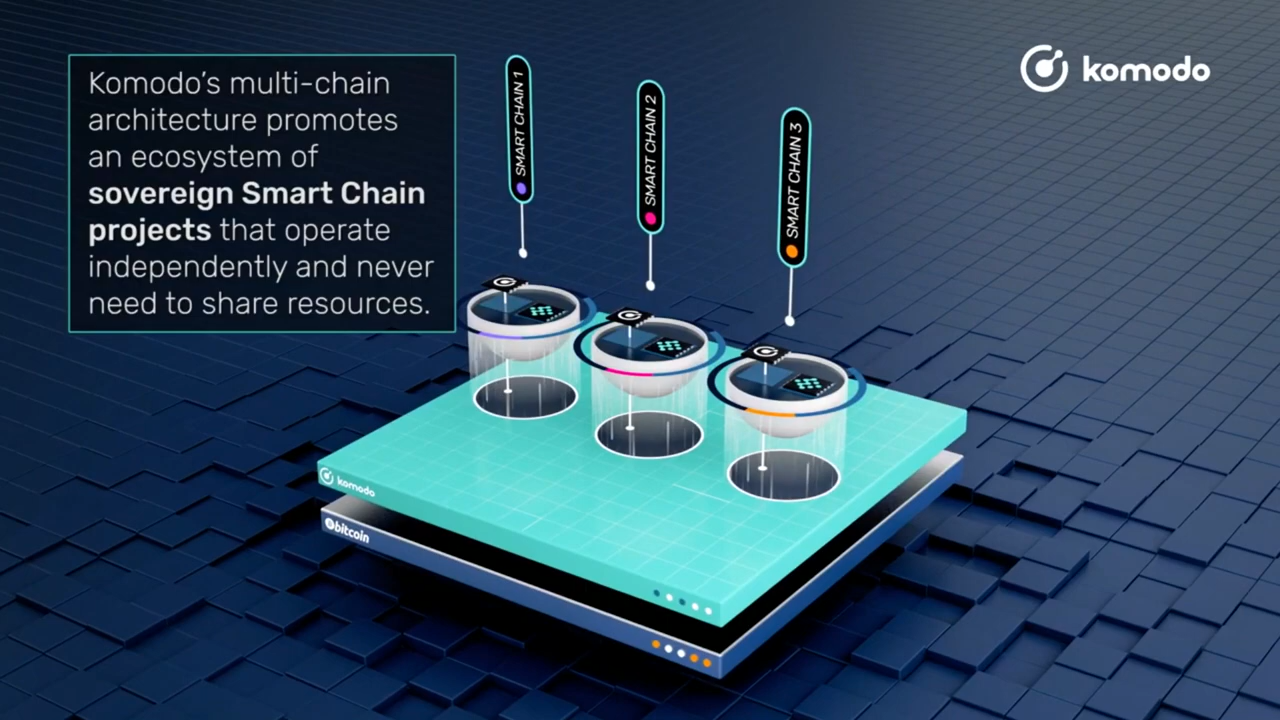 Komodo's multi-chain
architecture promotes
an ecosystem of
sovereign Smart Chain
projects that operate
independently and never
need to share resources.
SMART CHAIN 1
SMART CHAIN 2
SMART CHAIN 3
komodo
komodo
bitcoin